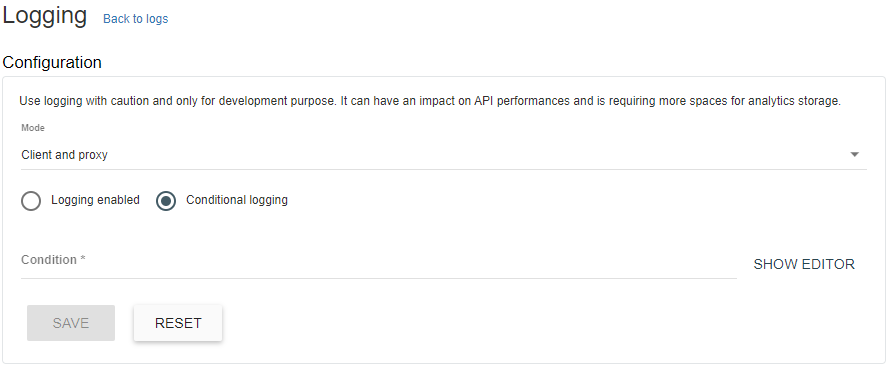 Logging Back to logs
Configuration
Use logging with caution and only for development purpose. It can have an impact on API performances and is requiring more spaces for analytics storage.
Mode
Client and proxy
Logging enabled Conditional logging
Condition *
SHOW EDITOR
SAVE RESET